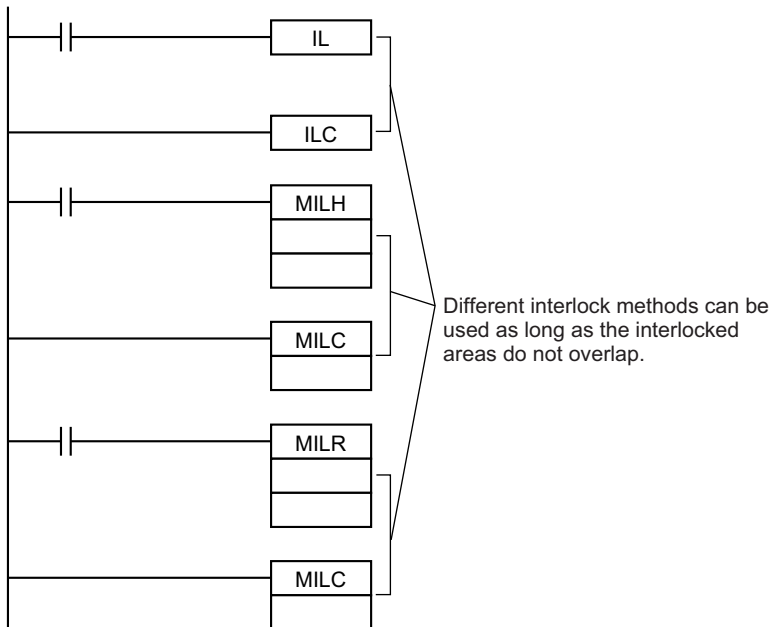 IL
ILC
MILH
MILC
Different interlock methods can be
used as long as the interlocked
areas do not overlap.
MILR
MILC